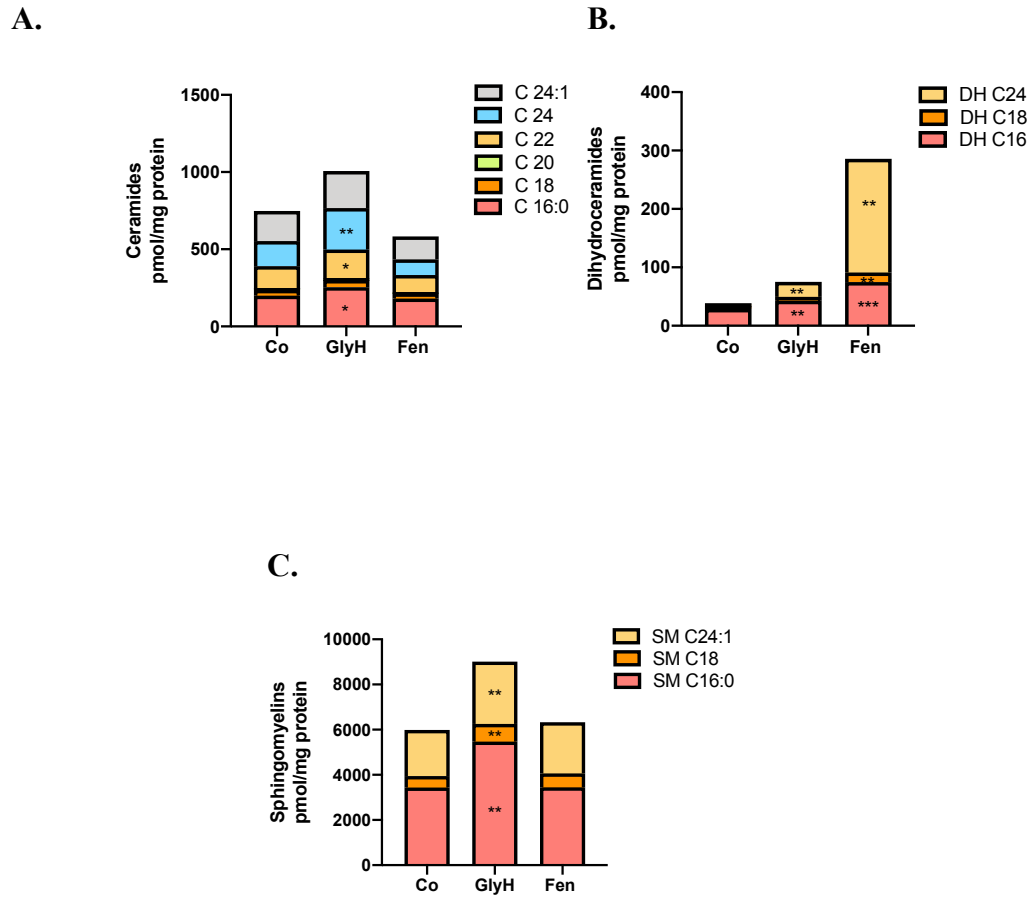 A.
Ceramides
pmol/mg protein
1500
1000
500
0
**
*
*
Co GlyH Fen
C 24:1
C 24
C 22
C 20
C 18
C 16:0
B.
Dihydroceramides
pmol/mg protein
400
300
200
100
0
**
**
**
**
***
Co GlyH Fen
DH C24
DH C18
DH C16
C.
Sphingomyelins
pmol/mg protein
10000
8000
6000
4000
2000
0
**
**
**
Co GlyH Fen
SM C24:1
SM C18
SM C16:0